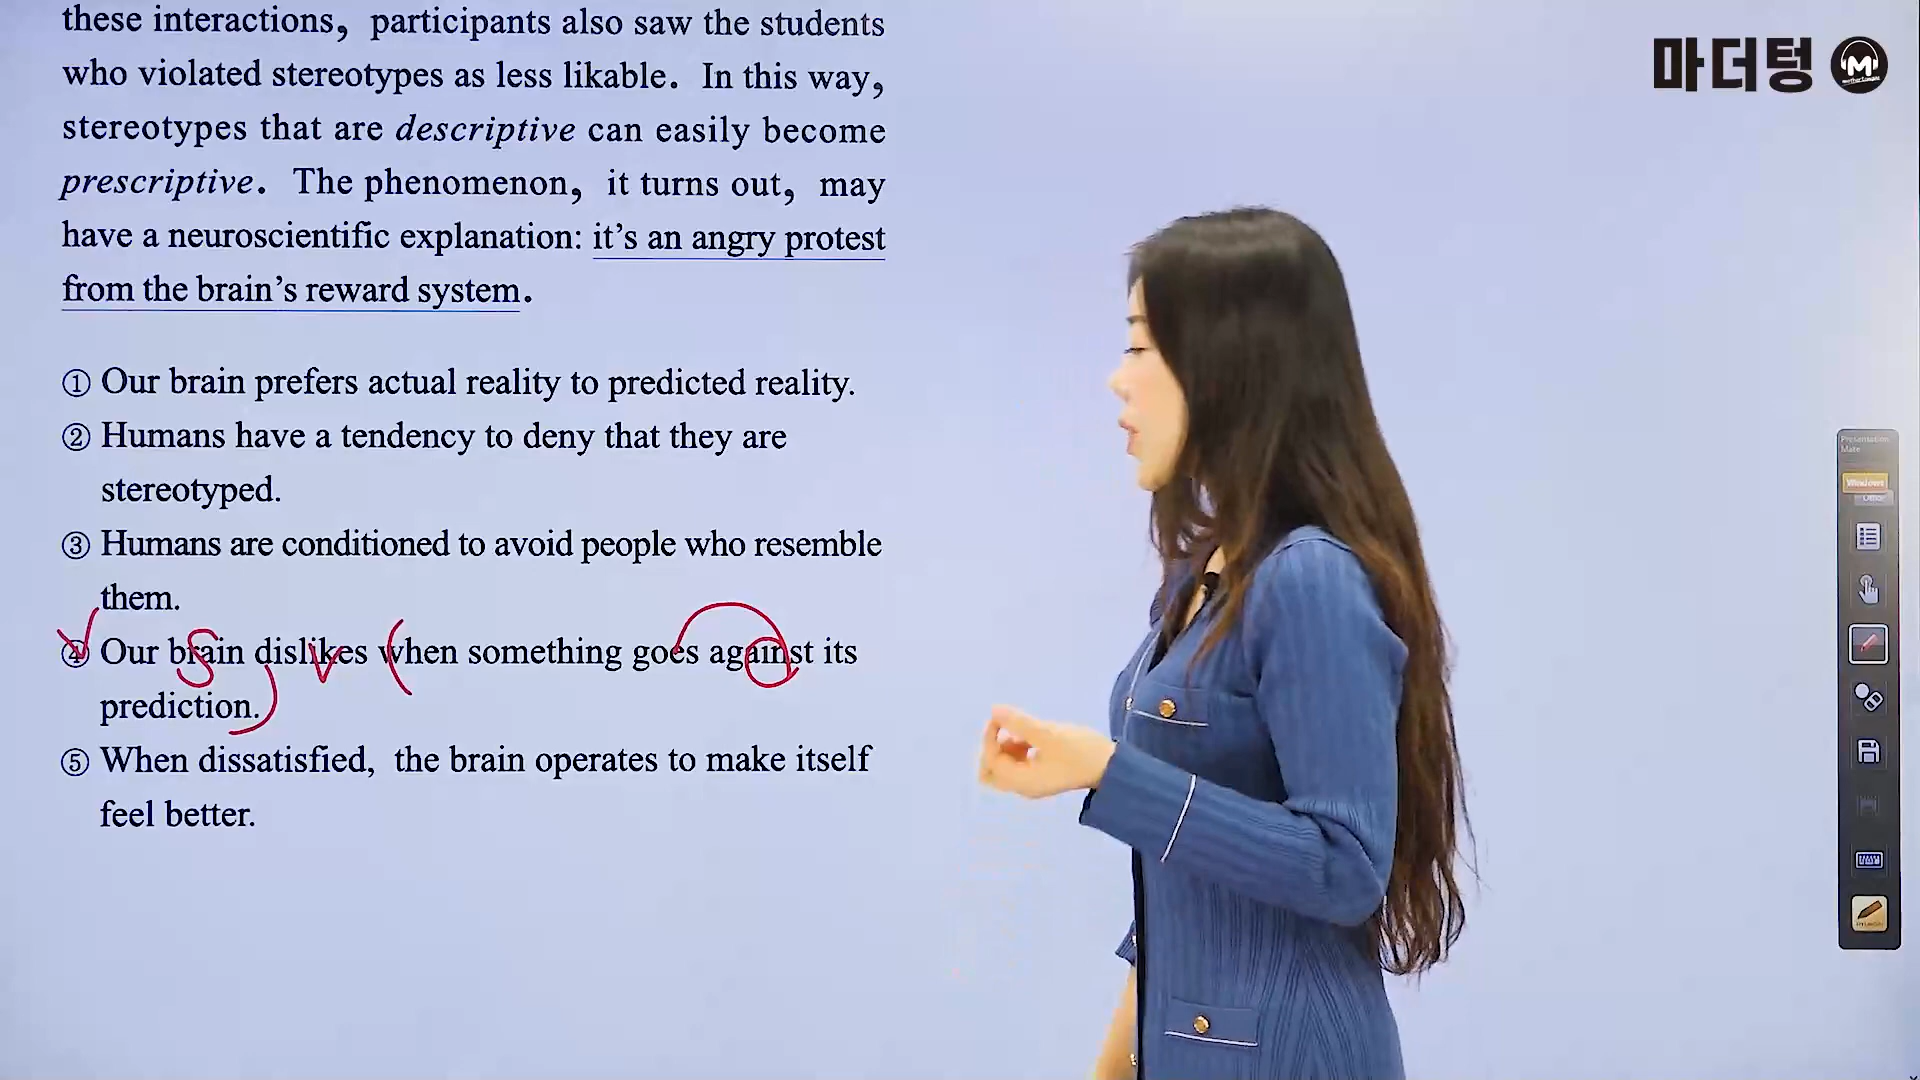 these interactions, participants also saw the students
who violated stereotypes as less likable. In this way,
stereotypes that are descriptive can easily become
prescriptive. The phenomenon, it turns out, may
have a neuroscientific explanation: it's an angry protest
from the brain's reward system.
① Our brain prefers actual reality to predicted reality.
② Humans have a tendency to deny that they are
stereotyped.
③ Humans are conditioned to avoid people who resemble
them.
④ Our brain dislikes when something goes against its
prediction.
⑤ When dissatisfied, the brain operates to make itself
feel better.
S V
마더텅
M
Presentation
Mate
Windows